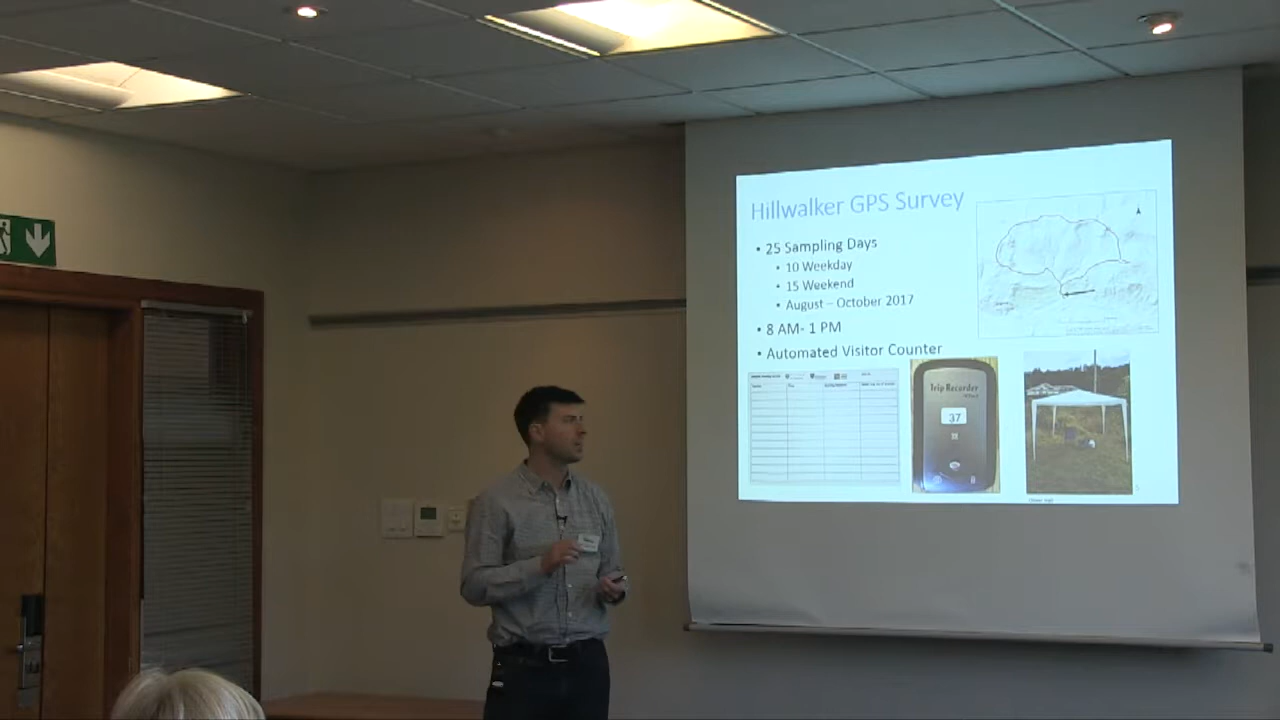 Hillwalker GPS Survey
• 25 Sampling Days
• 10 Weekday
• 15 Weekend
• August – October 2017
• 8 AM- 1 PM
• Automated Visitor Counter
Trip Recorder
37